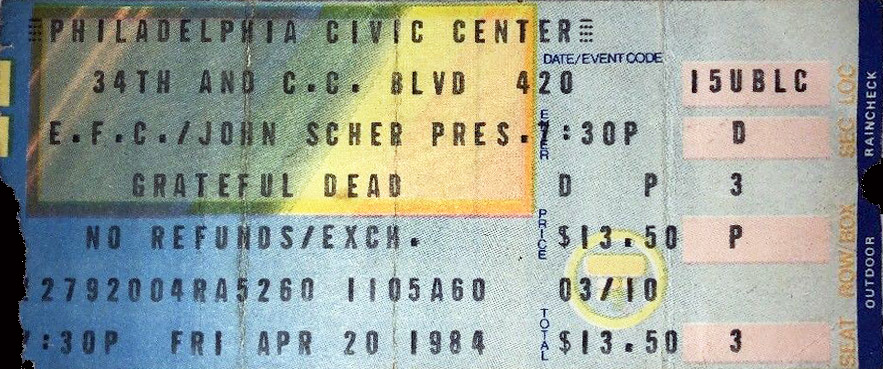 PHILADELPHIA CIVIC CENTER
DATE/EVENT CODE
34TH AND C.C. BLVD 420 15UBLC
E.F.C./JOHN SCHER PRES. 7:30P D
GRATEFUL DEAD D P 3
NO REFUNDS/EXCH. PRICE $13.50 P
2792004RA5260 1105A60 03/10
:30P FRI APR 20 1984 TOTAL $13.50 3
SEC LOC
ROW/BOX
SEAT
RAINCHECK
OUTDOOR